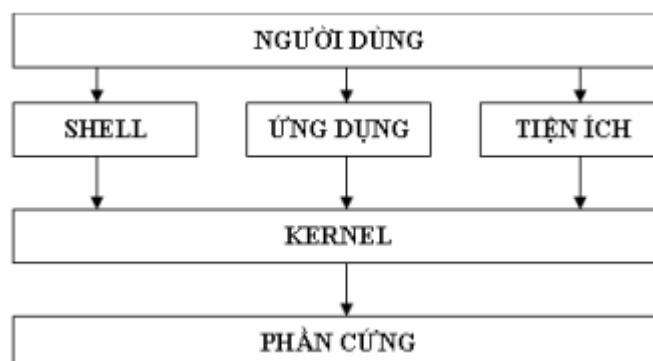 NGƯỜI DÙNG
SHELL
ỨNG DỤNG
TIỆN ÍCH
KERNEL
PHẦN CỨNG